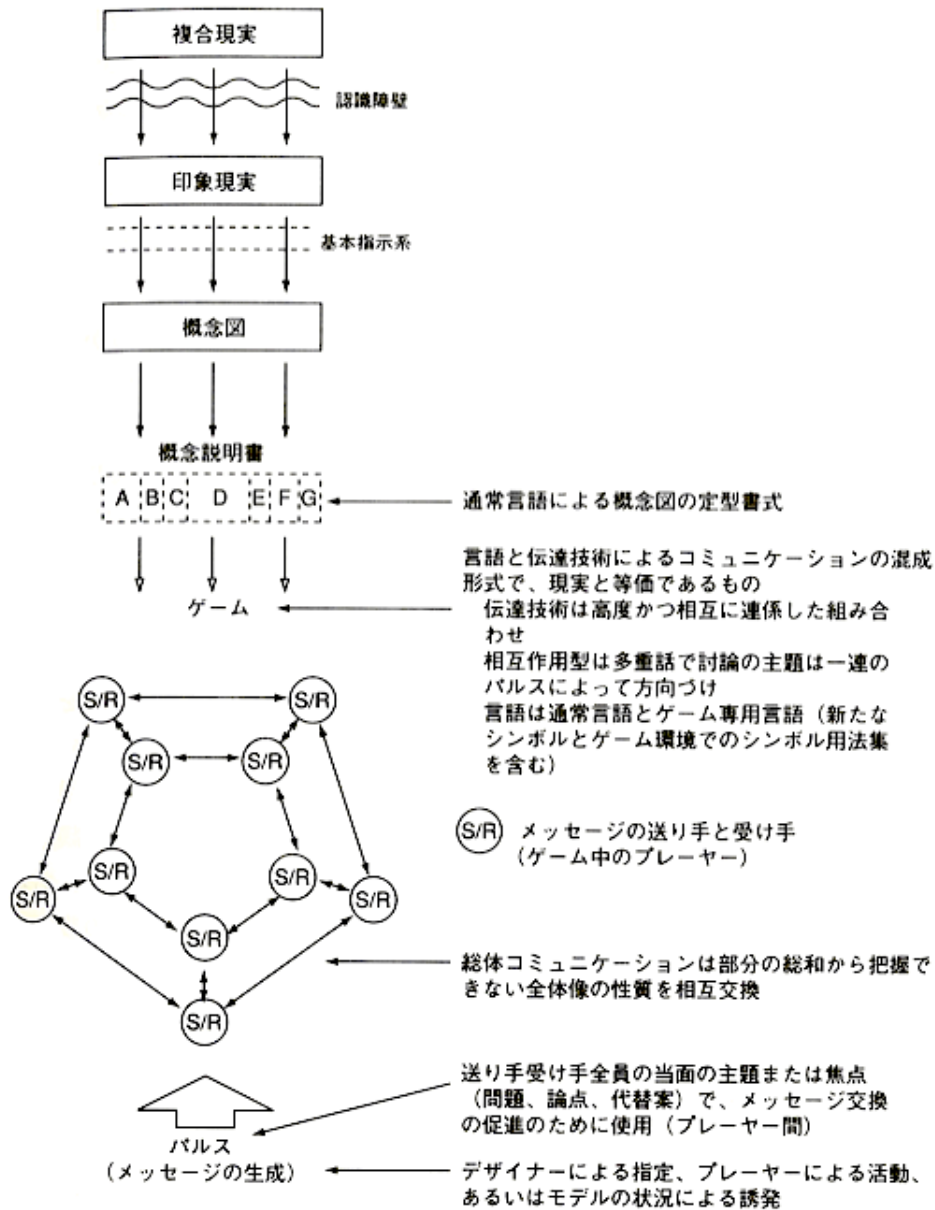 複合現実
認識障壁
印象現実
基本指示系
概念図
概念説明書
A B C D E F G
通常言語による概念図の定型書式
言語と伝達技術によるコミュニケーションの混成
形式で、現実と等価であるもの
ゲーム
伝達技術は高度かつ相互に連係した組み合
わせ
相互作用型は多重話で討論の主題は一連の
パルスによって方向づけ
言語は通常言語とゲーム専用言語（新たな
シンボルとゲーム環境でのシンボル用法集
を含む）
S/R S/R
S/R S/R
S/R メッセージの送り手と受け手
（ゲーム中のプレーヤー）
S/R S/R
S/R S/R
S/R
総体コミュニケーションは部分の総和から把握で
きない全体像の性質を相互交換
S/R
送り手受け手全員の当面の主題または焦点
（問題、論点、代替案）で、メッセージ交換
の促進のために使用（プレーヤー間）
パルス
（メッセージの生成）
デザイナーによる指定、プレーヤーによる活動、
あるいはモデルの状況による誘発